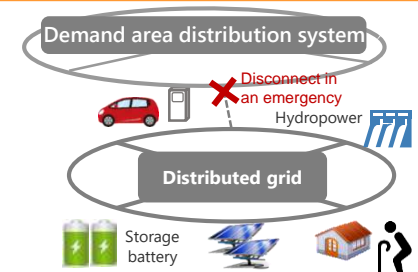 Demand area distribution system
Disconnect in
an emergency
Hydropower
Distributed grid
Storage
battery